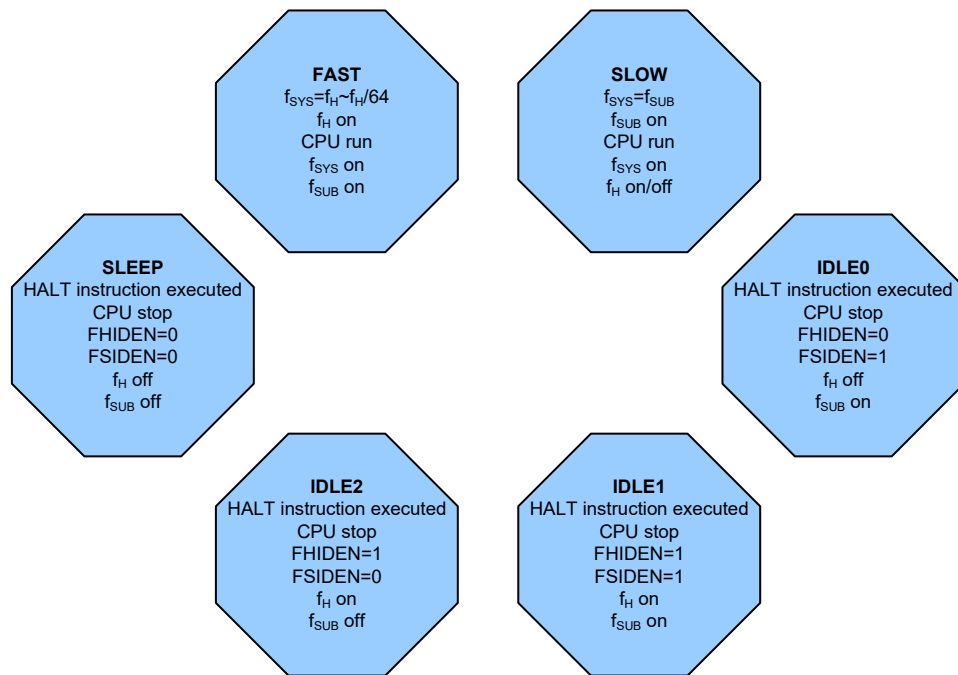 FAST
fSYS=fH~fH/64
fH on
CPU run
fSYS on
fSUB on
SLOW
fSYS=fSUB
fSUB on
CPU run
fSYS on
fH on/off
SLEEP
HALT instruction executed
CPU stop
FHIDEN=0
FSIDEN=0
fH off
fSUB off
IDLE0
HALT instruction executed
CPU stop
FHIDEN=0
FSIDEN=1
fH off
fSUB on
IDLE2
HALT instruction executed
CPU stop
FHIDEN=1
FSIDEN=0
fH on
fSUB off
IDLE1
HALT instruction executed
CPU stop
FHIDEN=1
FSIDEN=1
fH on
fSUB on